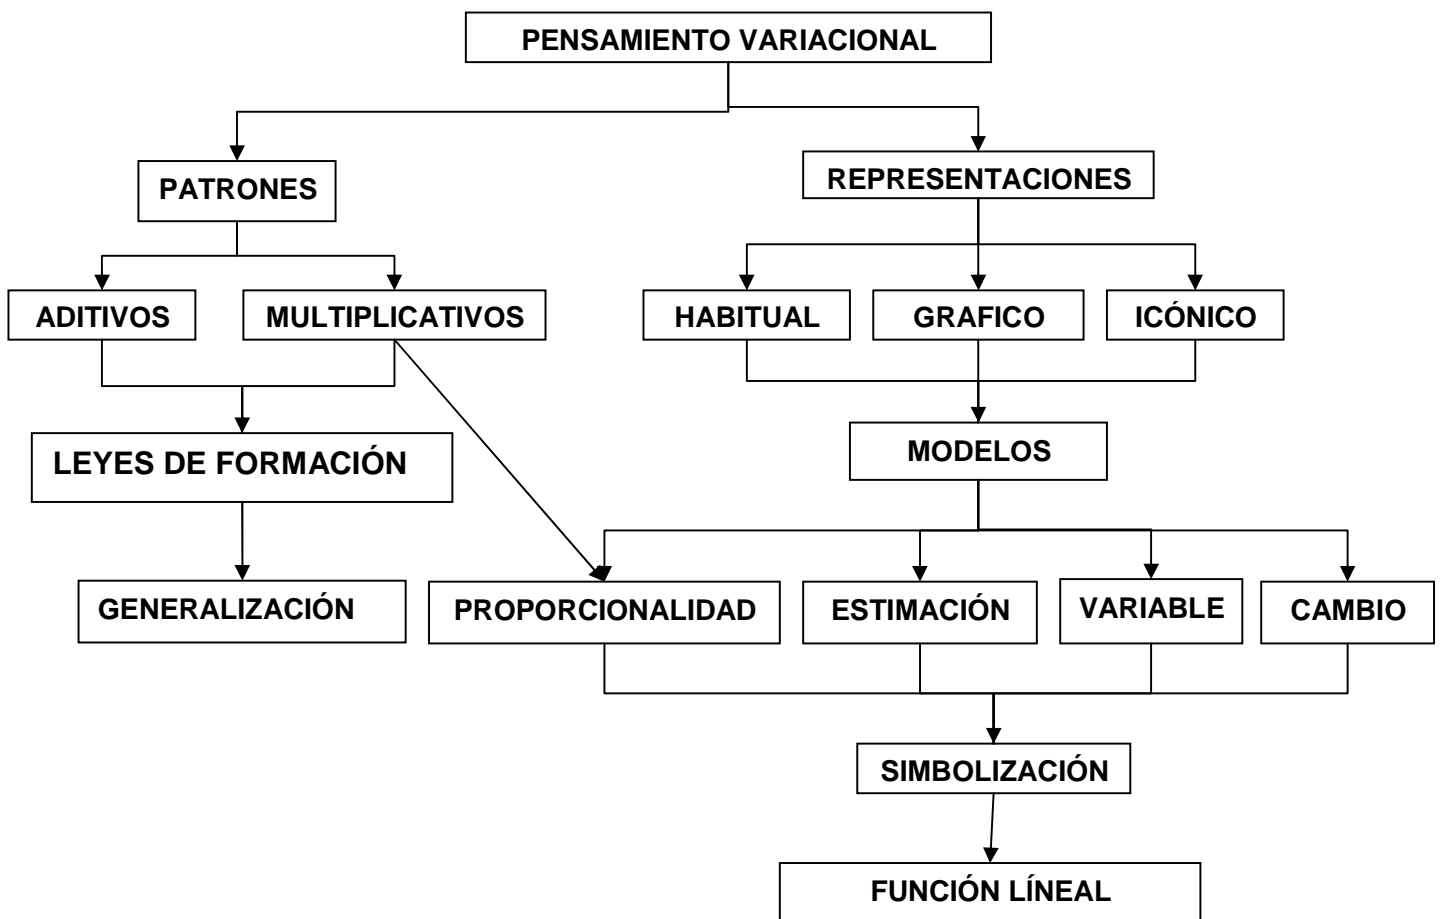 PENSAMIENTO VARIACIONAL
PATRONES
REPRESENTACIONES
ADITIVOS
MULTIPLICATIVOS
HABITUAL
GRAFICO
ICÓNICO
LEYES DE FORMACIÓN
MODELOS
GENERALIZACIÓN
PROPORCIONALIDAD
ESTIMACIÓN
VARIABLE
CAMBIO
SIMBOLIZACIÓN
FUNCIÓN LÍNEAL